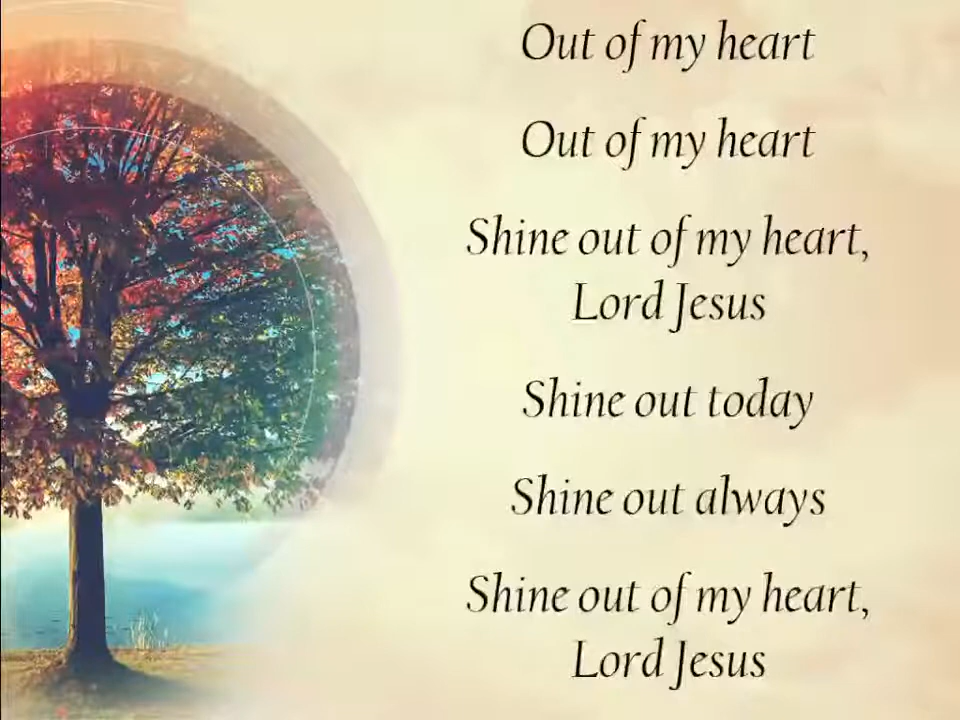 Out of my heart
Out of my heart
Shine out of my heart,
Lord Jesus
Shine out today
Shine out always
Shine out of my heart,
Lord Jesus